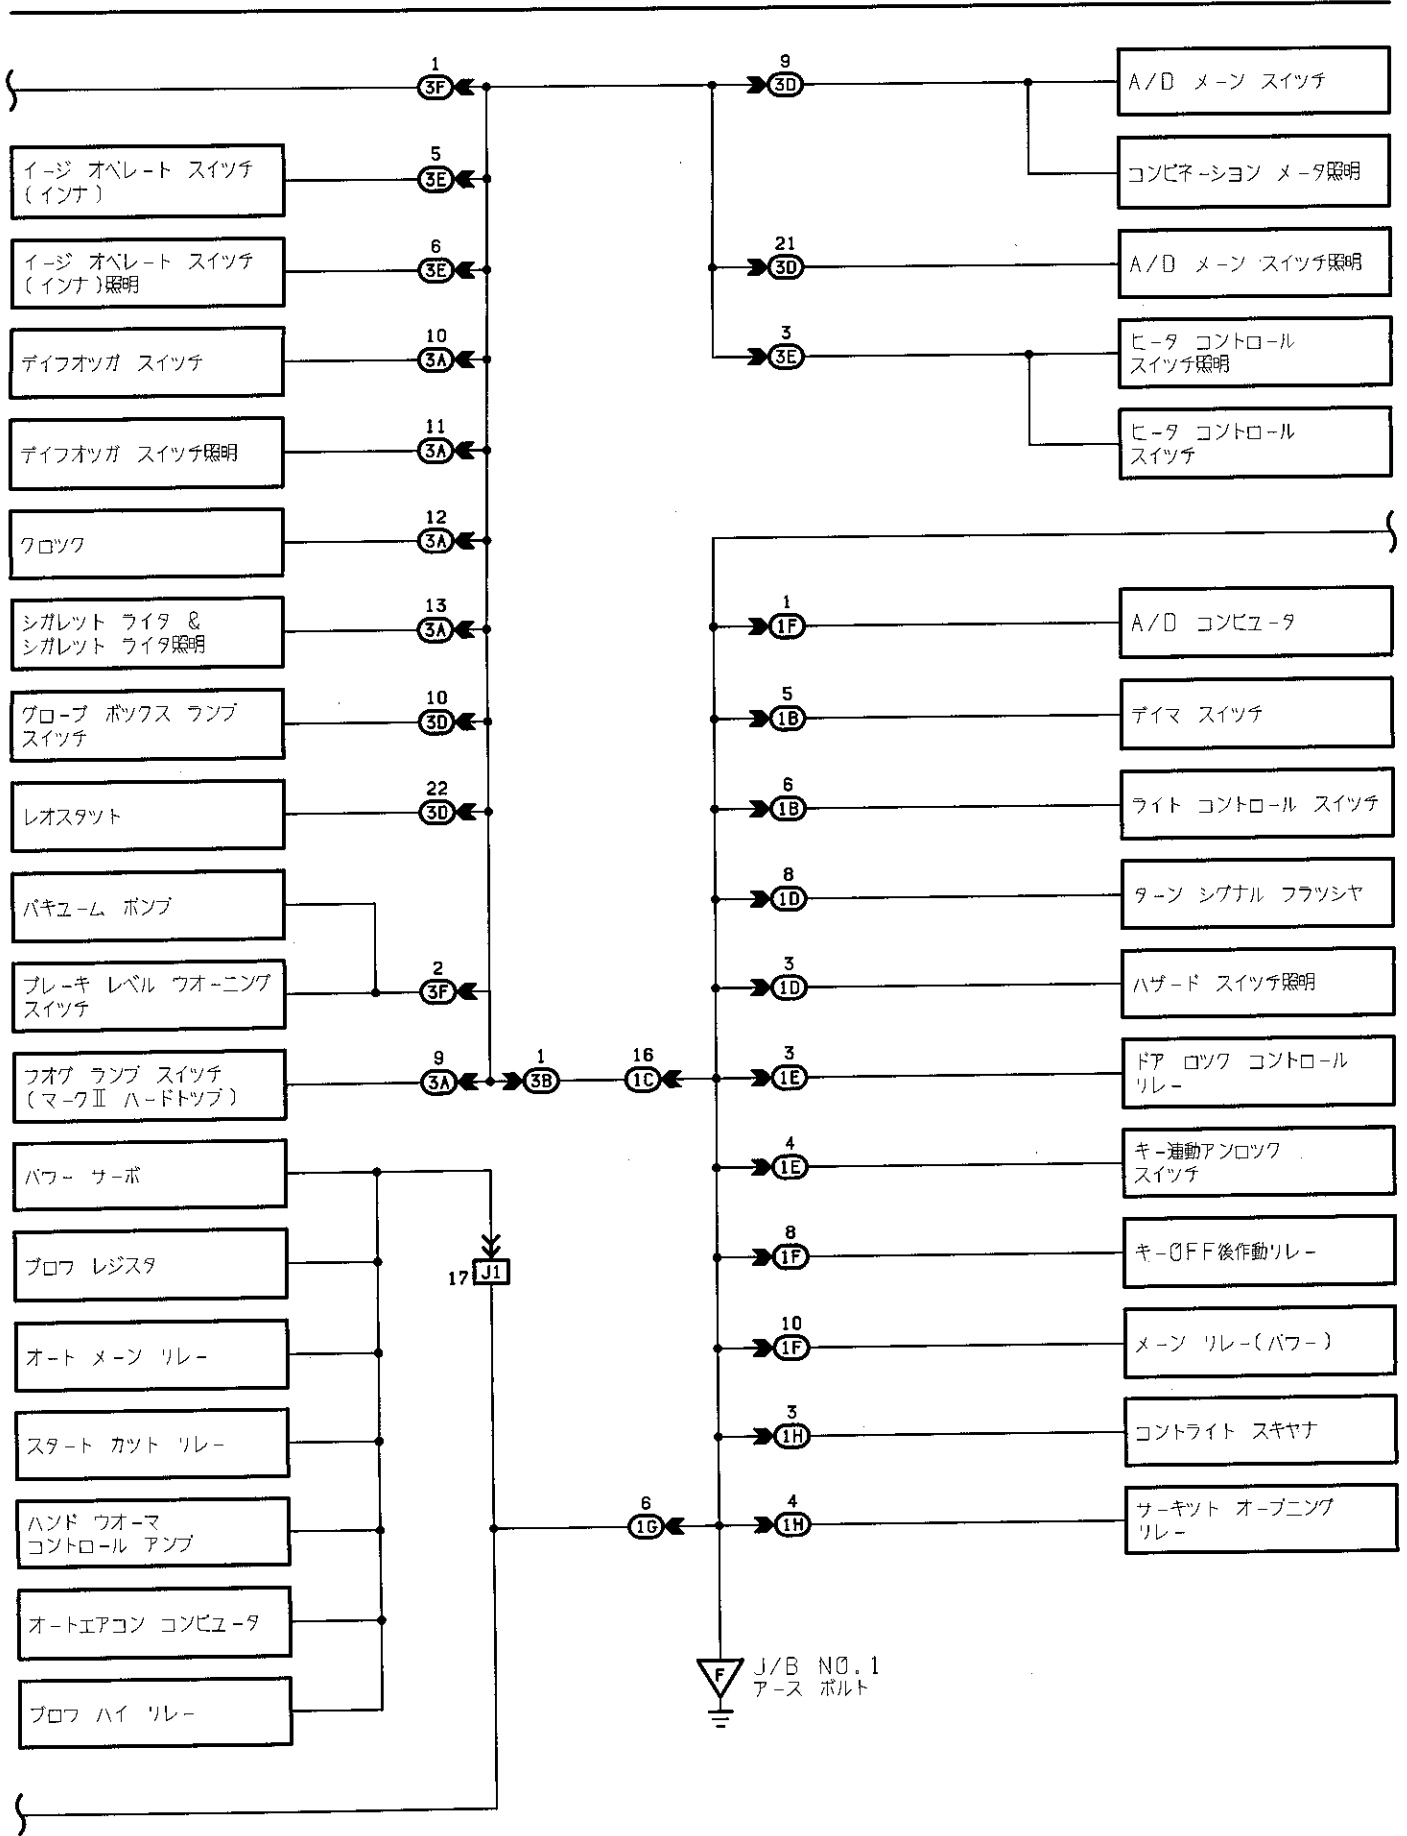 1
3F
9
3D
A/D メーン スイッチ
イージ オペレート スイッチ
(インナ)
5
3E
コンビネーション メータ照明
イージ オペレート スイッチ
(インナ)照明
6
3E
21
3D
A/D メーン スイッチ照明
デイフオッガ スイッチ
10
3A
3
3E
ヒータ コントロール
スイッチ照明
デイフオッガ スイッチ照明
11
3A
ヒータ コントロール
スイッチ
クロック
12
3A
シガレット ライタ &
シガレット ライタ照明
13
3A
1
1F
A/D コンピュータ
グローブ ボックス ランプ
スイッチ
10
3D
5
1B
デイマ スイッチ
レオスタット
22
3D
6
1B
ライト コントロール スイッチ
バキューム ポンプ
8
1D
ターン シグナル フラッシヤ
ブレーキ レベル ウオーニング
スイッチ
2
3F
3
1D
ハザード スイッチ照明
フオグ ランプ スイッチ
(マークⅡ ハードトップ)
9
3A
1
3B
16
1C
3
1E
ドア ロック コントロール
リレー
パワー サーボ
4
1E
キー連動アンロック
スイッチ
ブロワ レジスタ
17
J1
8
1F
キーOFF後作動リレー
オート メーン リレー
10
1F
メーン リレー(パワー)
スタート カット リレー
3
1H
コントライト スキャナ
ハンド ウオーマ
コントロール アンプ
6
1G
4
1H
サーキット オープニング
リレー
オートエアコン コンピュータ
ブロワ ハイ リレー
F
J/B NO.1
アース ボルト